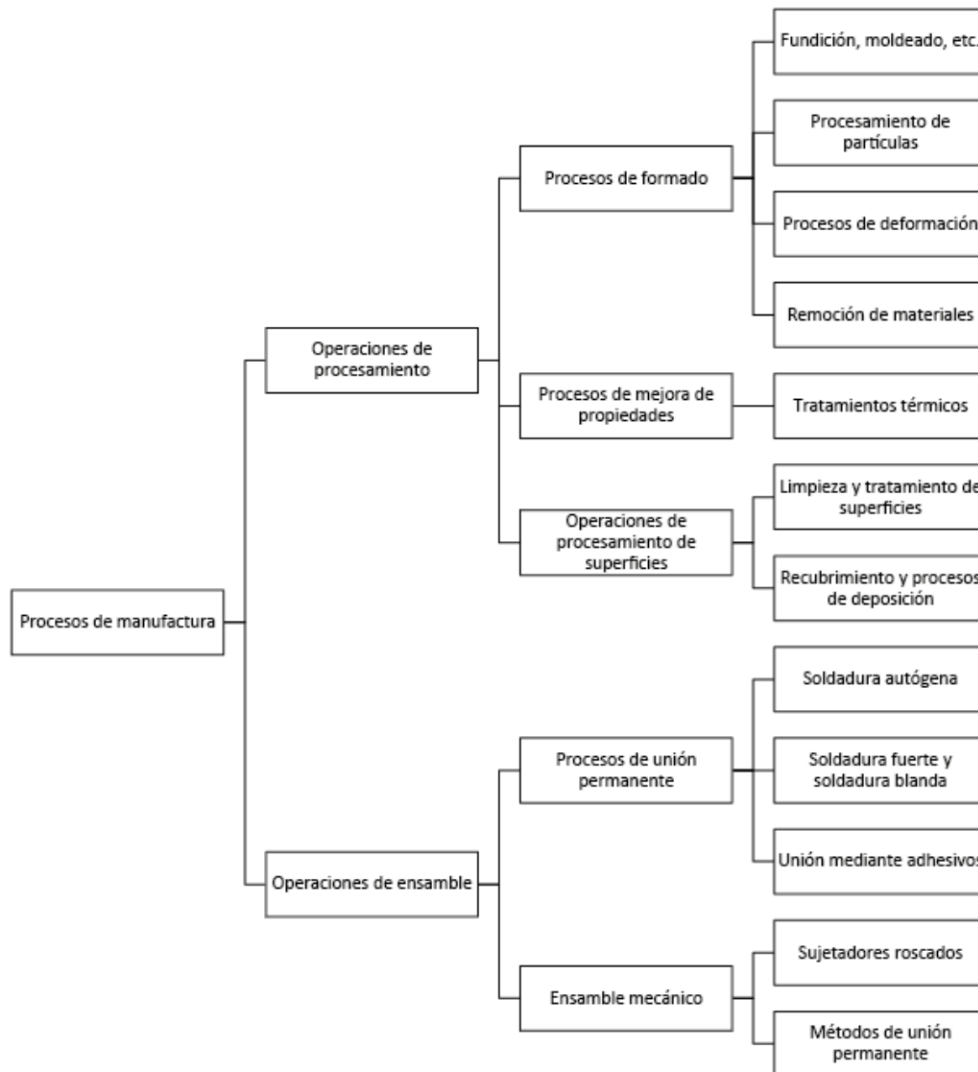 Fundición, moldeado, etc.
Procesamiento de
partículas
Procesos de formado
Procesos de deformación
Remoción de materiales
Operaciones de
procesamiento
Procesos de mejora de
propiedades
Tratamientos térmicos
Limpieza y tratamiento de
superficies
Operaciones de
procesamiento de
superficies
Recubrimiento y procesos
de deposición
Procesos de manufactura
Soldadura autógena
Procesos de unión
permanente
Soldadura fuerte y
soldadura blanda
Unión mediante adhesivos
Operaciones de ensamble
Sujetadores roscados
Ensamble mecánico
Métodos de unión
permanente